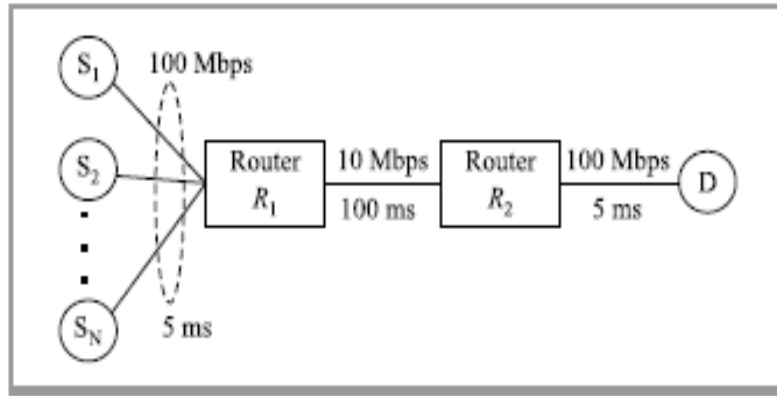 S1
100 Mbps
S2
Router
R1
10 Mbps
100 ms
Router
R2
100 Mbps
5 ms
D
SN
5 ms